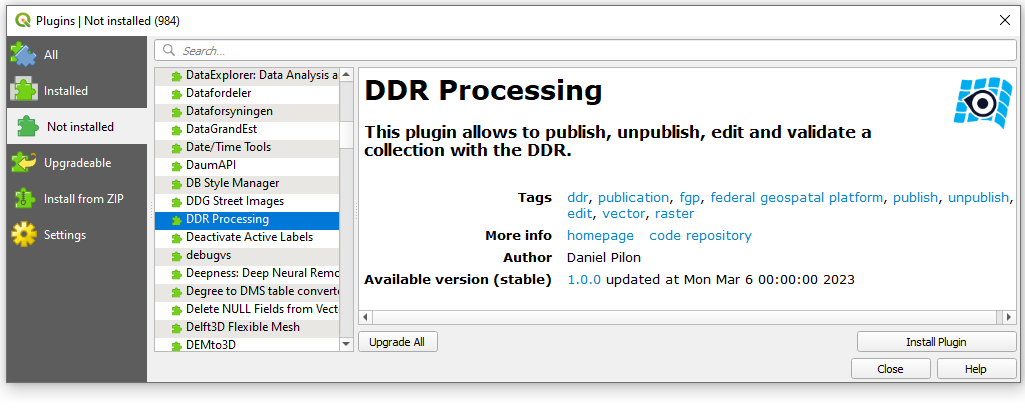 Plugins | Not installed (984)
All
Installed
Not installed
Upgradeable
Install from ZIP
Settings
Search...
DataExplorer: Data Analysis a
Datafordeler
Dataforsyningen
DataGrandEst
Date/Time Tools
DaumAPI
DB Style Manager
DDG Street Images
DDR Processing
Deactivate Active Labels
debugvs
Deepness: Deep Neural Remo
Degree to DMS table converte
Delete NULL Fields from Vect
Delft3D Flexible Mesh
DEMto3D
DDR Processing
This plugin allows to publish, unpublish, edit and validate a
collection with the DDR.
Tags ddr, publication, fgp, federal geospatal platform, publish, unpublish,
edit, vector, raster
More info homepage code repository
Author Daniel Pilon
Available version (stable) 1.0.0 updated at Mon Mar 6 00:00:00 2023
Upgrade All
Install Plugin
Close
Help